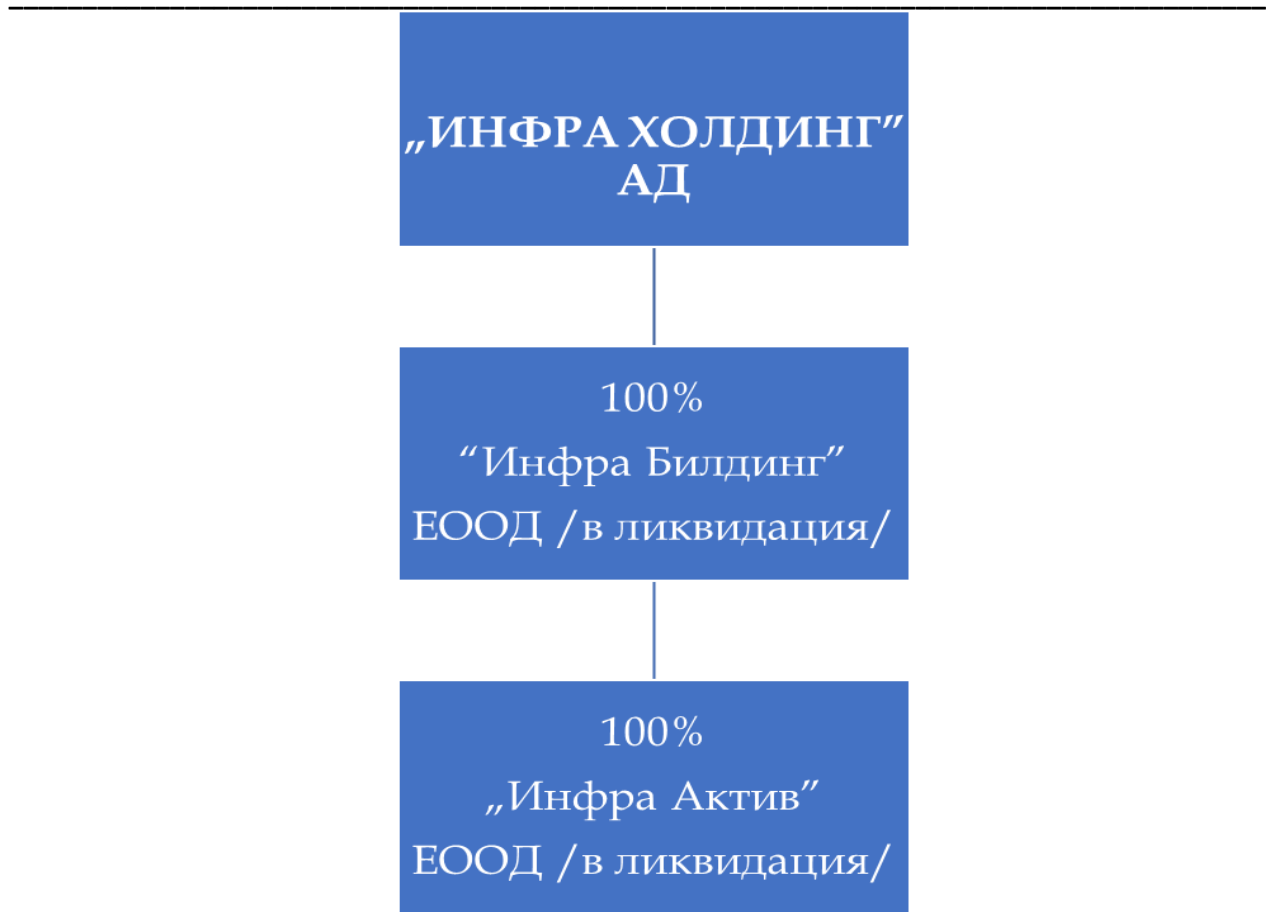 „ИНФРА ХОЛДИНГ”
АД
100%
“Инфра Билдинг”
ЕООД /в ликвидация/
100%
„Инфра Актив”
ЕООД /в ликвидация/